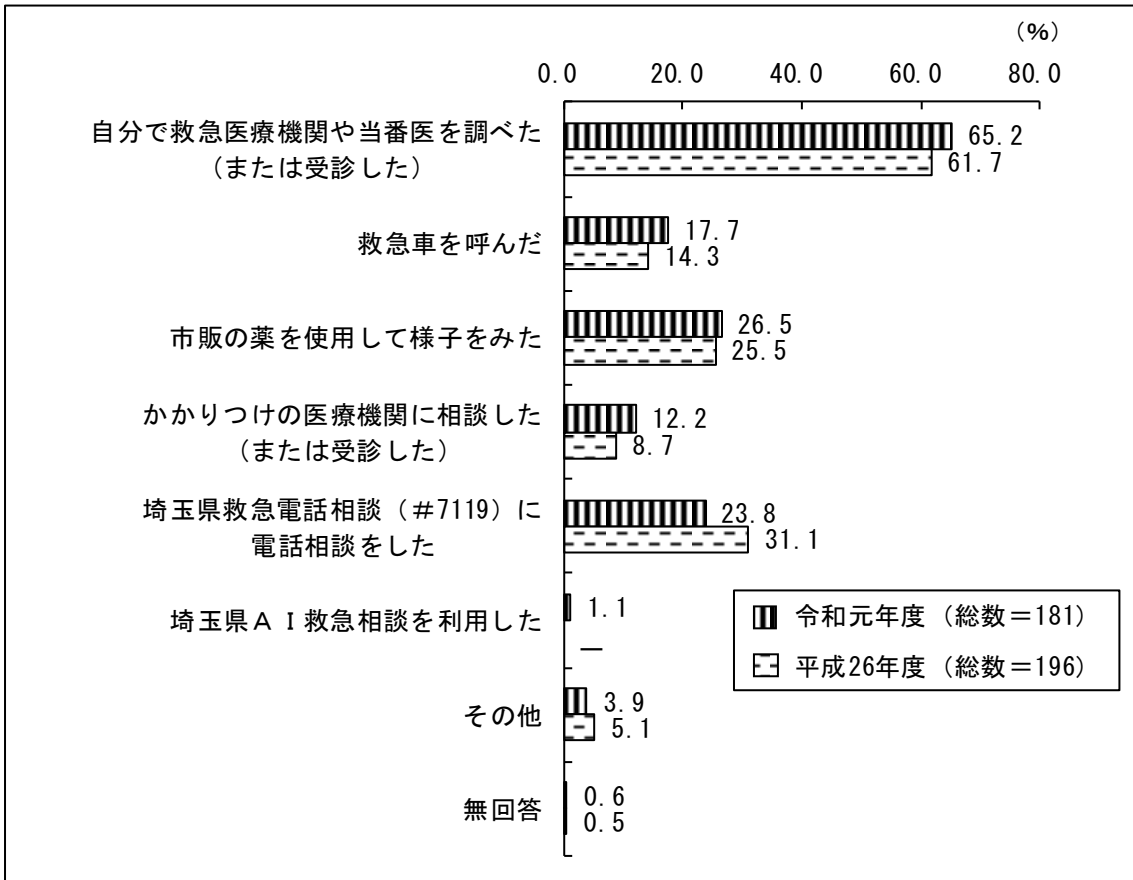 （%）
0.0 20.0 40.0 60.0 80.0
自分で救急医療機関や当番医を調べた
（または受診した）
65.2
61.7
救急車を呼んだ
17.7
14.3
市販の薬を使用して様子をみた
26.5
25.5
かかりつけの医療機関に相談した
（または受診した）
12.2
8.7
埼玉県救急電話相談（＃7119）に
電話相談をした
23.8
31.1
埼玉県ＡＩ救急相談を利用した
1.1
－
その他
3.9
5.1
無回答
0.6
0.5
令和元年度（総数＝181）
平成26年度（総数＝196）